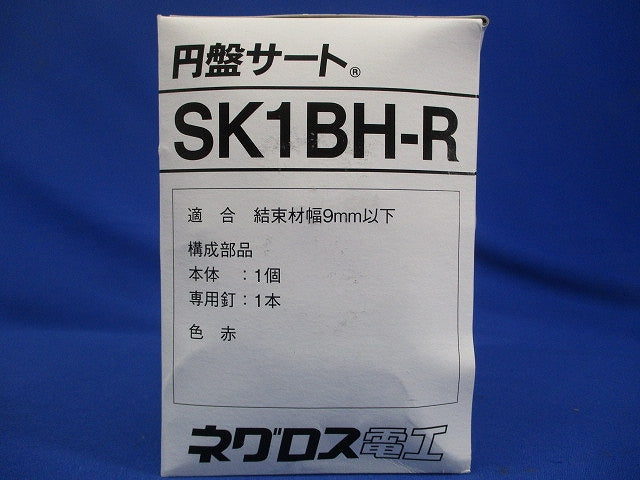 円盤サート®
SK1BH-R
適 合 結束材幅9mm以下
構成部品
本体 :1個
専用釘:1本
色 赤
ネグロス電工